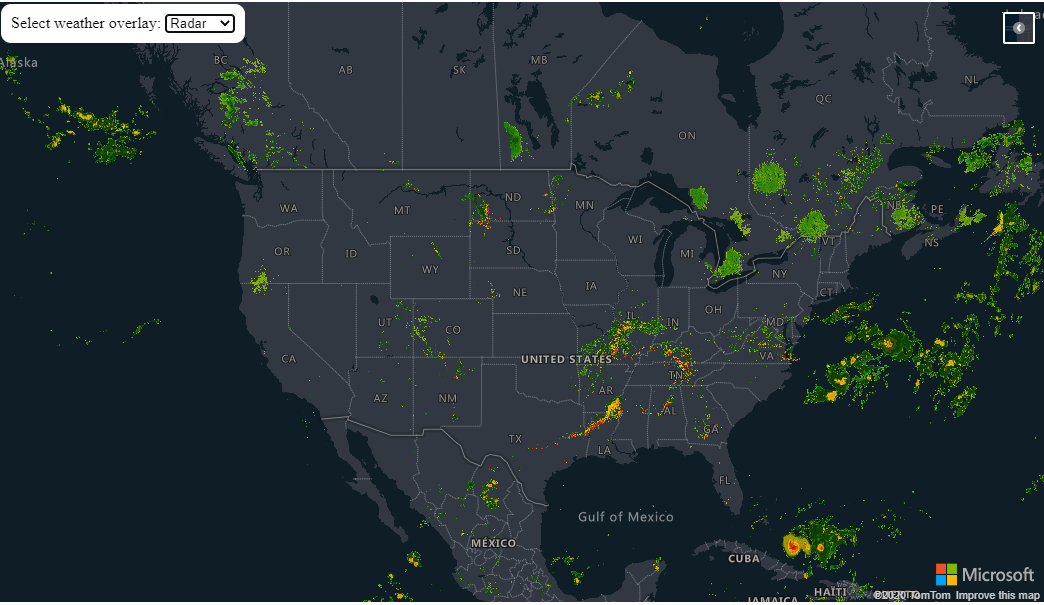 Select weather overlay: Radar
Alaska
BC
AB
SK
MB
NL
QC
ON
WA
MT
ND
MN
NB
PE
OR
ID
SD
WI
MI
VT
NS
WY
NY
NE
IA
CT
UT
CO
IL
IN
OH
MD
CA
UNITED STATES
VA
AZ
NM
AR
TN
AL
TX
GA
LA
FL
Gulf of Mexico
MÉXICO
CUBA
HAITI
JAMAICA
Microsoft
©2020 TomTom Improve this map